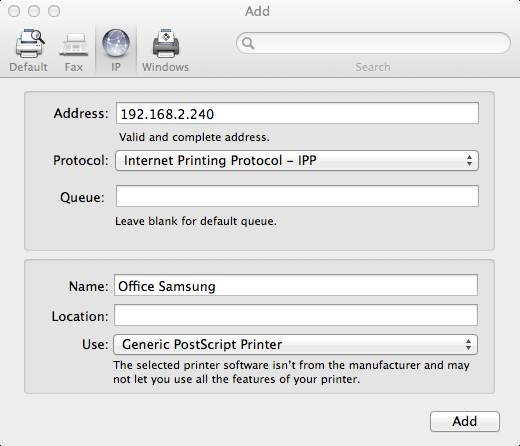 Add
Default Fax IP Windows
Search
Address: 192.168.2.240
Valid and complete address.
Protocol: Internet Printing Protocol – IPP
Queue:
Leave blank for default queue.
Name: Office Samsung
Location:
Use: Generic PostScript Printer
The selected printer software isn't from the manufacturer and may
not let you use all the features of your printer.
Add